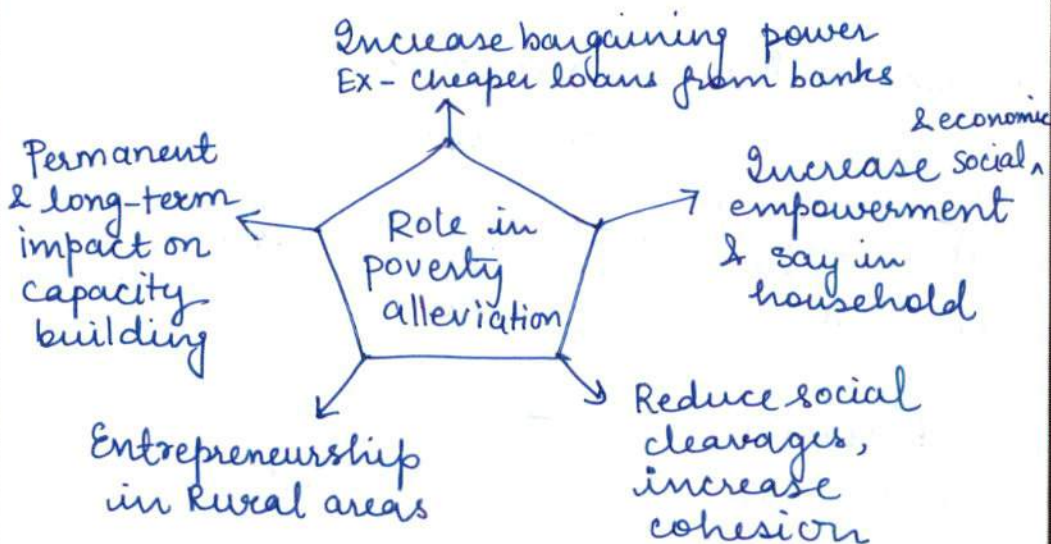 Increase bargaining power
Ex- cheaper loans from banks
& economic
Increase social ^
empowerment
& say in
household
Permanent
& long-term
impact on
capacity
building
Role in
poverty
alleviation
Reduce social
cleavages,
increase
cohesion
Entrepreneurship
in Rural areas